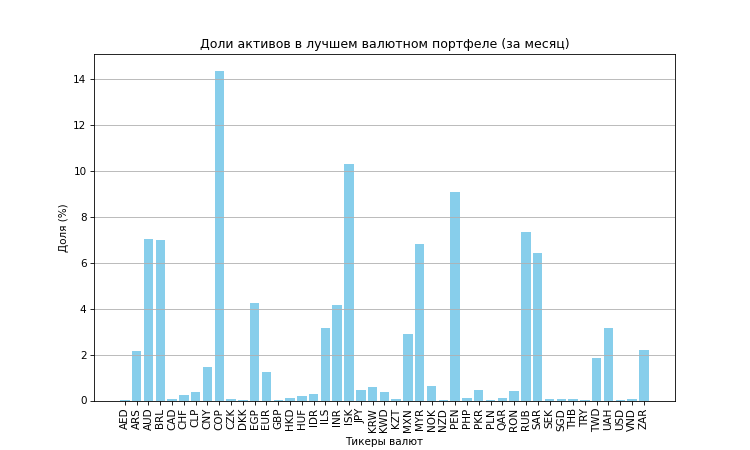 Доли активов в лучшем валютном портфеле (за месяц)
Доля (%)
14
12
10
8
6
4
2
0
AED ARS AUD BRL CAD CHF CLP CNY COP CZK DKK EGP EUR GBP HKD HUF IDR ILS INR ISK JPY KRW KWD KZT MXN MYR NOK NZD PEN PHP PKR PLN QAR RON RUB SAR SEK SGD THB TRY TWD UAH USD VND ZAR
Тикеры валют